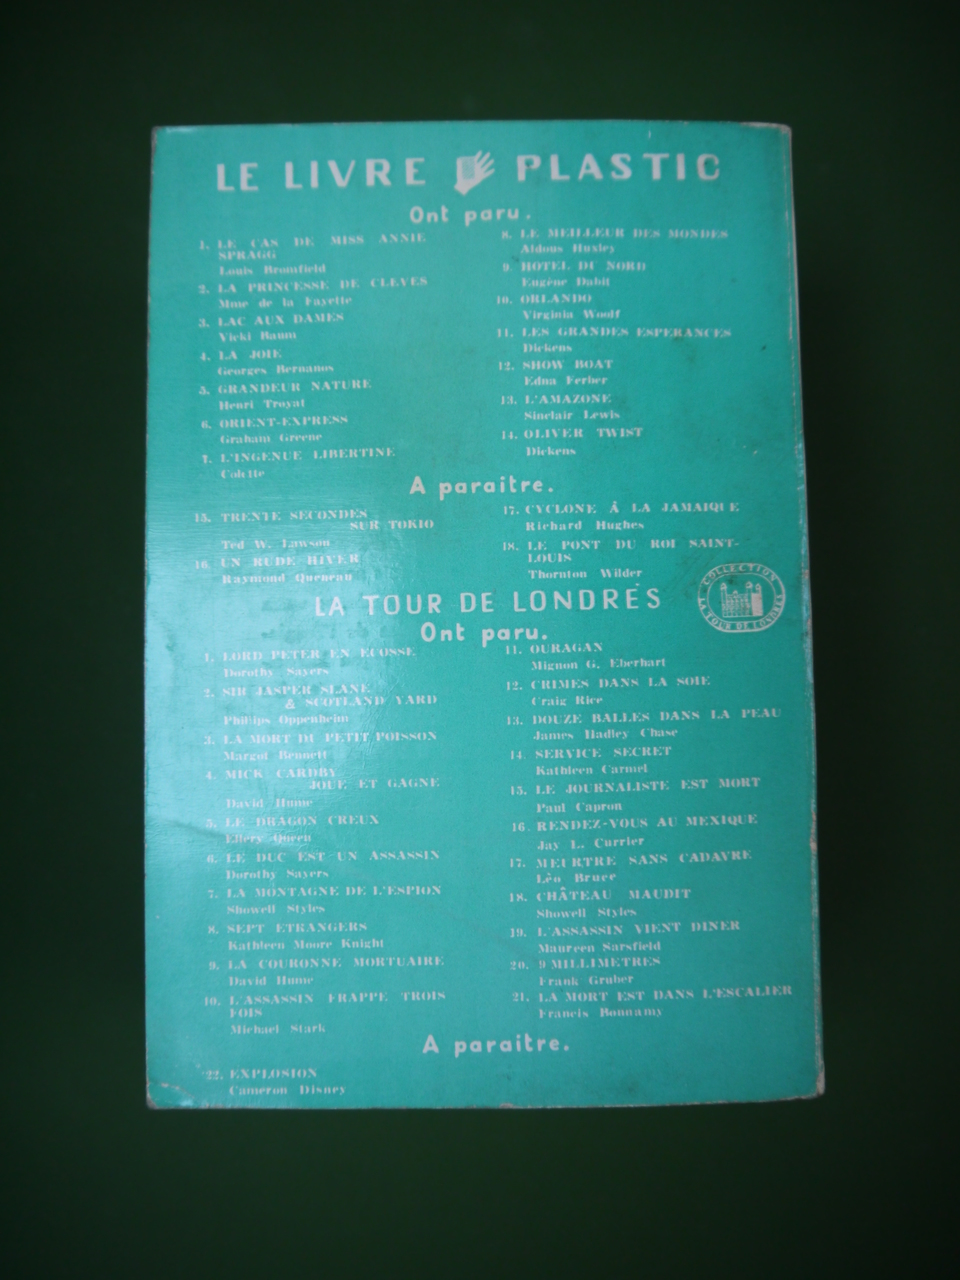 LE LIVRE PLASTIC
Ont paru.
1. LE CAS DE MISS ANNIE
SPRAGG
Louis Bromfield
2. LA PRINCESSE DE CLEVES
Mme de la Fayette
3. LAC AUX DAMES
Vicki Baum
4. LA JOIE
Georges Bernanos
5. GRANDEUR NATURE
Henri Troyat
6. ORIENT-EXPRESS
Graham Greene
7. L'INGENUE LIBERTINE
Colette
8. LE MEILLEUR DES MONDES
Aldous Huxley
9. HOTEL DU NORD
Eugène Dabit
10. ORLANDO
Virginia Woolf
11. LES GRANDES ESPERANCES
Dickens
12. SHOW BOAT
Edna Ferber
13. L'AMAZONE
Sinclair Lewis
14. OLIVER TWIST
Dickens
A paraitre.
15. TRENTE SECONDES
SUR TOKIO
Ted W. Lawson
16. UN RUDE HIVER
Raymond Queneau
17. CYCLONE Â LA JAMAIQUE
Richard Hughes
18. LE PONT DU ROI SAINT-
LOUIS
Thornton Wilder
COLLECTION
LA TOUR DE LONDRES
LA TOUR DE LONDRES
Ont paru.
1. LORD PETER EN ECOSSE
Dorothy Sayers
2. SIR JASPER SLANE
& SCOTLAND YARD
Phillips Oppenheim
3. LA MORT DU PETIT POISSON
Margot Bennett
4. MICK CARDBY
JOUE ET GAGNE
David Hume
5. LE DRAGON CREUX
Ellery Queen
6. LE DUC EST UN ASSASSIN
Dorothy Sayers
7. LA MONTAGNE DE L'ESPION
Showell Styles
8. SEPT ETRANGERS
Kathleen Moore Knight
9. LA COURONNE MORTUAIRE
David Hume
10. L'ASSASSIN FRAPPE TROIS
FOIS
Michael Stark
11. OURAGAN
Mignon G. Eberhart
12. CRIMES DANS LA SOIE
Craig Rice
13. DOUZE BALLES DANS LA PEAU
James Hadley Chase
14 SERVICE SECRET
Kathleen Carmel
15. LE JOURNALISTE EST MORT
Paul Capron
16. RENDEZ-VOUS AU MEXIQUE
Jay L. Currier
17. MEURTRE SANS CADAVRE
Léo Bruce
18. CHÂTEAU MAUDIT
Showell Styles
19. L'ASSASSIN VIENT DINER
Maureen Sarsfield
20. 9 MILLIMETRES
Frank Gruber
21. LA MORT EST DANS L'ESCALIER
Francis Bonnamy
A paraitre.
22. EXPLOSION
Cameron Disney